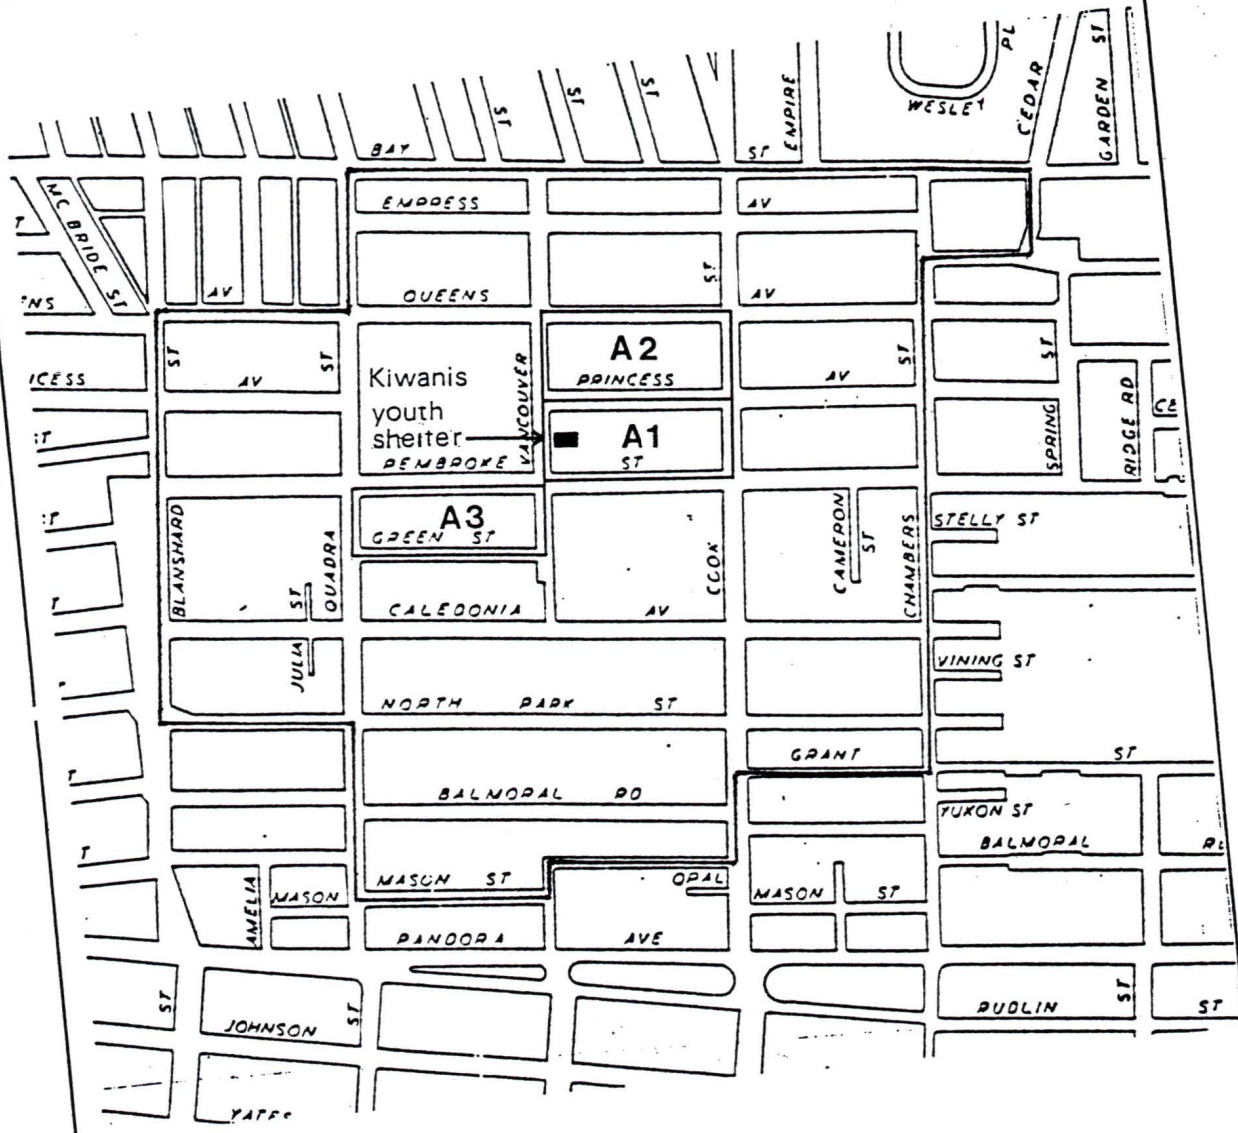 PL
ST
CEDAR
GARDEN
ST
ST
ST
EMPIRE
WESLEY
BAY
ST
MC BRIDE ST
EMPRESS
AV
T
ST
'NS
AV
QUEENS
AV
ST
ST
A2
ST
ST
ICESS
AV
Kiwanis
VANCOUVER
PRINCESS
AV
youth
RIDGE RD
CE
:T
shelter
A1
SPRING
PEMBROKE
ST
:T
BLANSHARD
QUADRA
A3
GREEN ST
CAMERON
ST
CHAMBERS
STELLY ST
T
ST
CALEDONIA
AV
COOK
JULIA
VINING ST
NORTH PARK ST
T
GRANT
ST
BALMORAL RD
YUKON ST
T
BALMORAL
AMELIA
MASON
MASON ST
OPAL
MASON ST
PANDORA
AVE
ST
ST
RUDLIN
ST
ST
JOHNSON
YATES